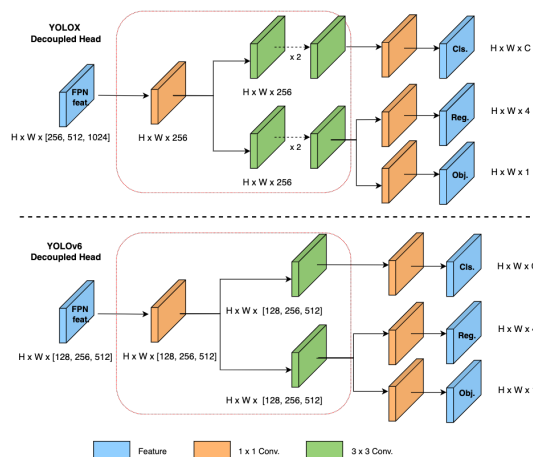 YOLOX
Decoupled Head
FPN
feat.
H x W x [256, 512, 1024]
H x W x 256
x 2
H x W x 256
x 2
H x W x 256
Cls.
H x W x C
Reg.
H x W x 4
Obj.
H x W x 1
YOLOv6
Decoupled Head
FPN
feat.
H x W x [128, 256, 512]
H x W x [128, 256, 512]
H x W x [128, 256, 512]
H x W x [128, 256, 512]
Cls.
H x W x
Reg.
H x W x
Obj.
H x W x
Feature
1 x 1 Conv.
3 x 3 Conv.